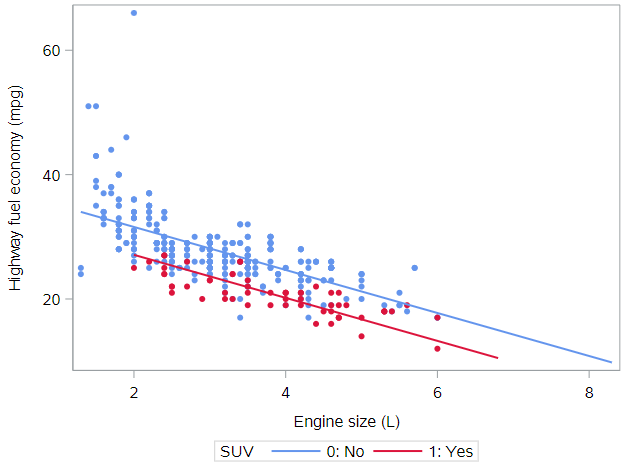 Highway fuel economy (mpg)
60
40
20
2 4 6 8
Engine size (L)
SUV 0: No 1: Yes